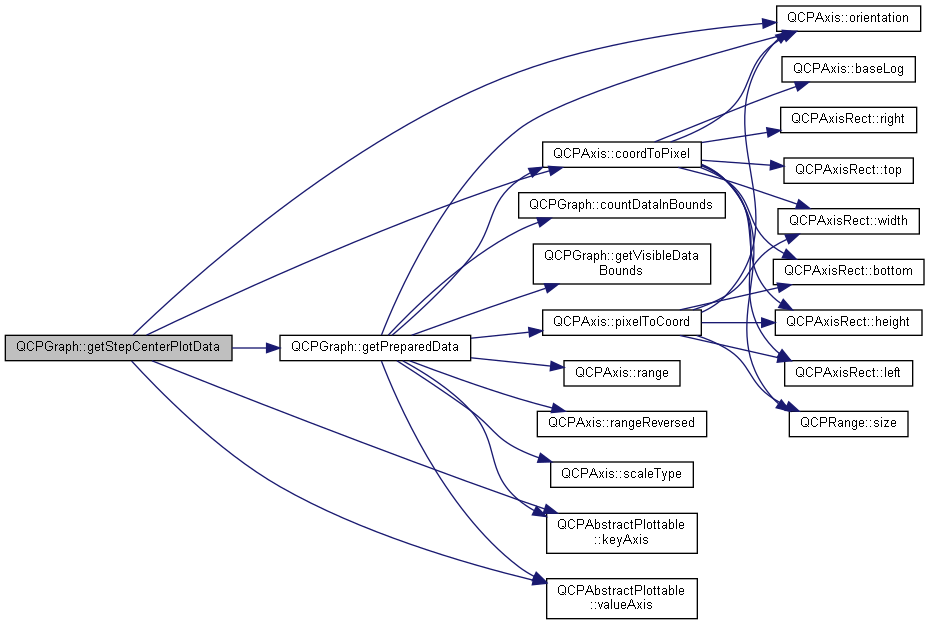 QCPAxis::orientation
QCPAxis::baseLog
QCPAxisRect::right
QCPAxis::coordToPixel
QCPAxisRect::top
QCPGraph::countDataInBounds
QCPAxisRect::width
QCPGraph::getVisibleData
Bounds
QCPAxisRect::bottom
QCPAxis::pixelToCoord
QCPAxisRect::height
QCPGraph::getStepCenterPlotData
QCPGraph::getPreparedData
QCPAxis::range
QCPAxisRect::left
QCPAxis::rangeReversed
QCPRange::size
QCPAxis::scaleType
QCPAbstractPlottable
::keyAxis
QCPAbstractPlottable
::valueAxis